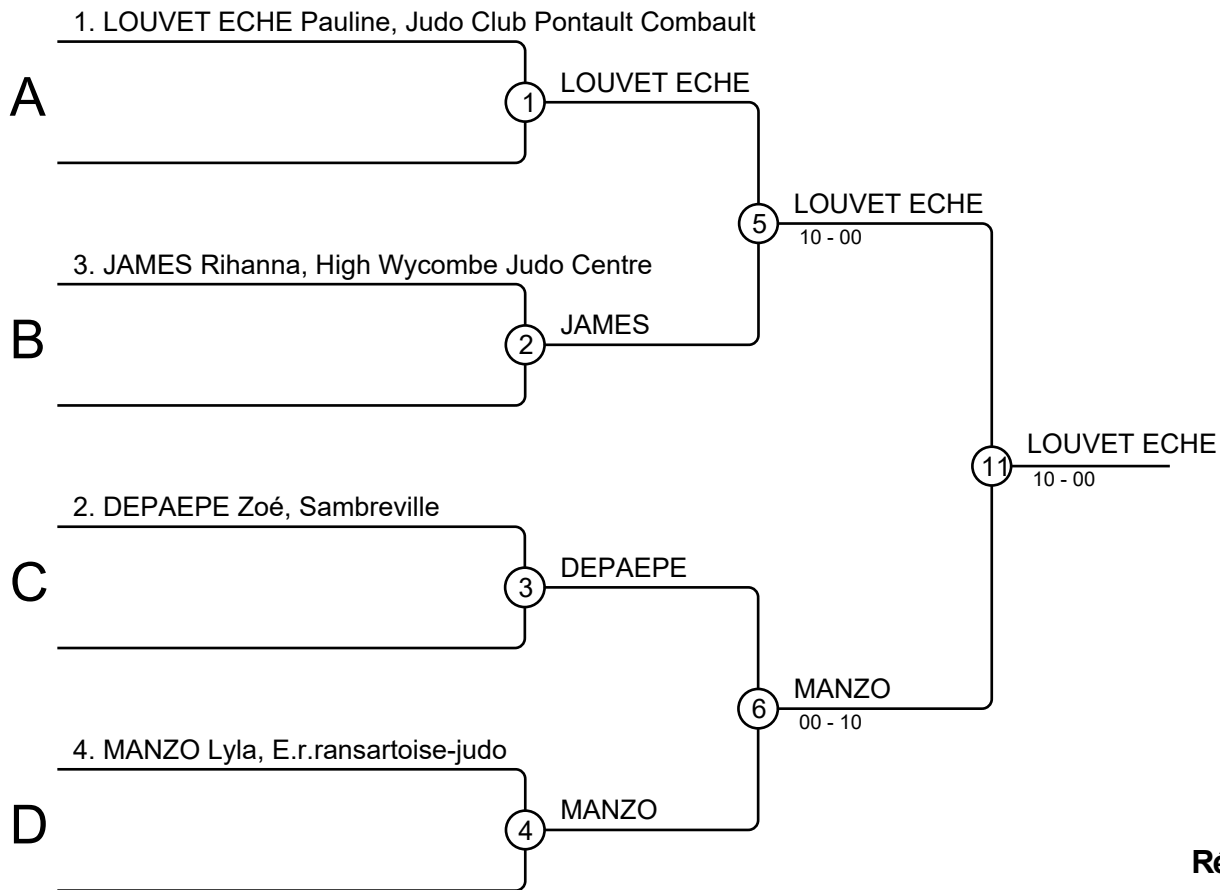 1. LOUVET ECHE Pauline, Judo Club Pontault Combault
A
1
LOUVET ECHE
5
LOUVET ECHE
10 - 00
3. JAMES Rihanna, High Wycombe Judo Centre
B
2
JAMES
11
LOUVET ECHE
10 - 00
2. DEPAEPE Zoé, Sambreville
C
3
DEPAEPE
6
MANZO
00 - 10
4. MANZO Lyla, E.r.ransartoise-judo
D
4
MANZO